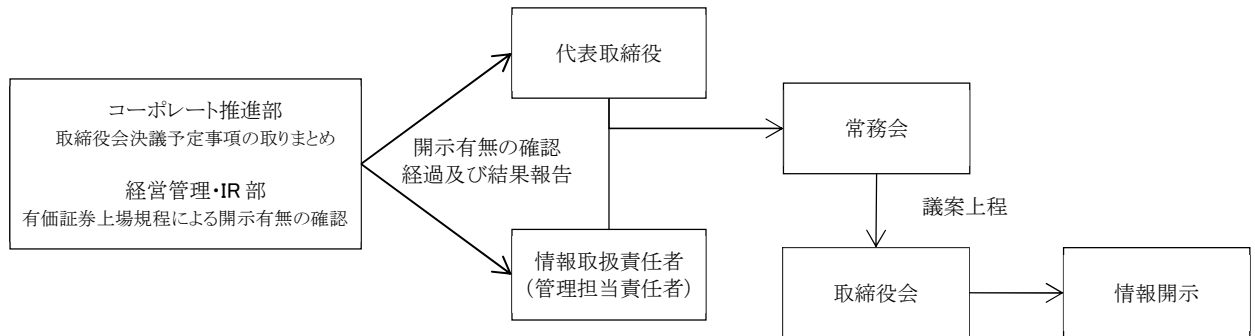 コーポレート推進部
取締役会決議予定事項の取りまとめ
経営管理・IR部
有価証券上場規程による開示有無の確認
代表取締役
開示有無の確認
経過及び結果報告
情報取扱責任者
（管理担当責任者）
常務会
議案上程
取締役会
情報開示